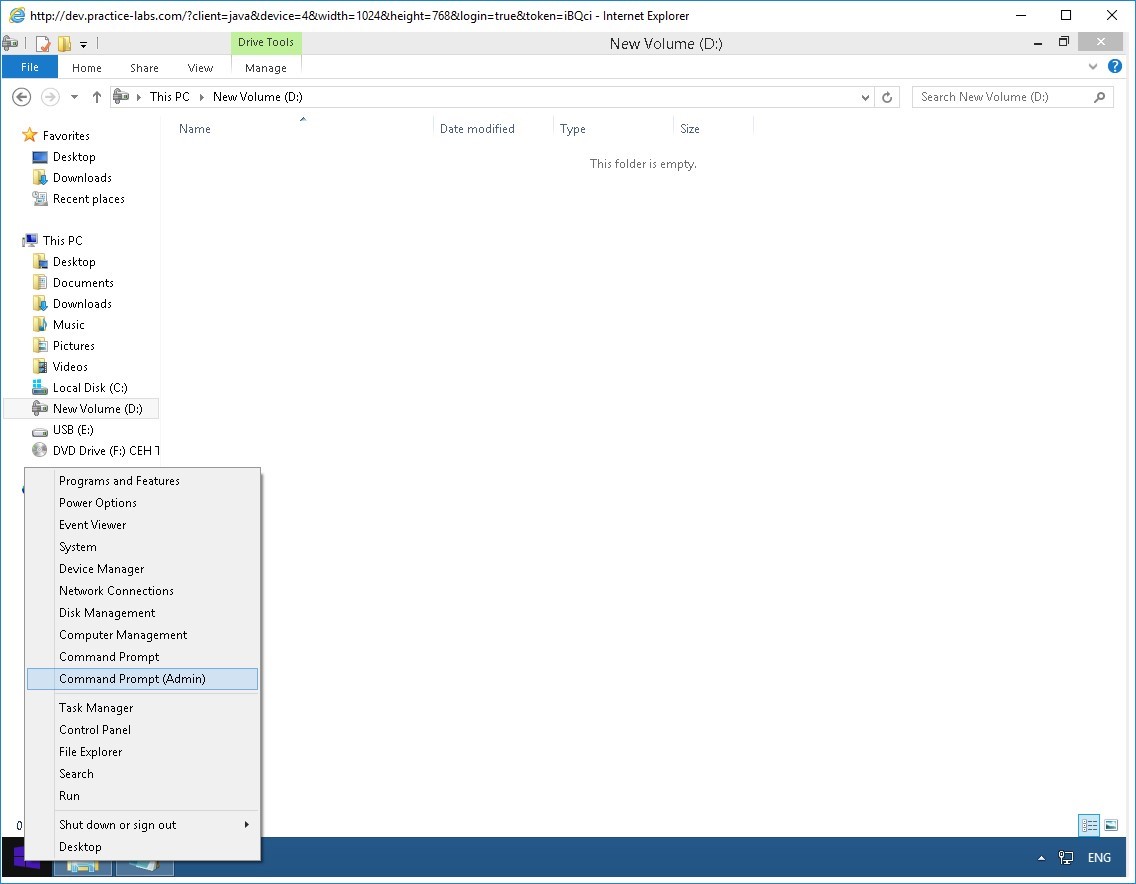 http://dev.practice-labs.com/?client=java&device=4&width=1024&height=768&login=true&token=iBQci - Internet Explorer
Drive Tools
New Volume (D:)
File
Home
Share
View
Manage
This PC
New Volume (D:)
Search New Volume (D:)
Name
Date modified
Type
Size
This folder is empty.
Favorites
Desktop
Downloads
Recent places
This PC
Desktop
Documents
Downloads
Music
Pictures
Videos
Local Disk (C:)
New Volume (D:)
USB (E:)
DVD Drive (F:) CEH T
Programs and Features
Power Options
Event Viewer
System
Device Manager
Network Connections
Disk Management
Computer Management
Command Prompt
Command Prompt (Admin)
Task Manager
Control Panel
File Explorer
Search
Run
0
Shut down or sign out
Desktop
ENG